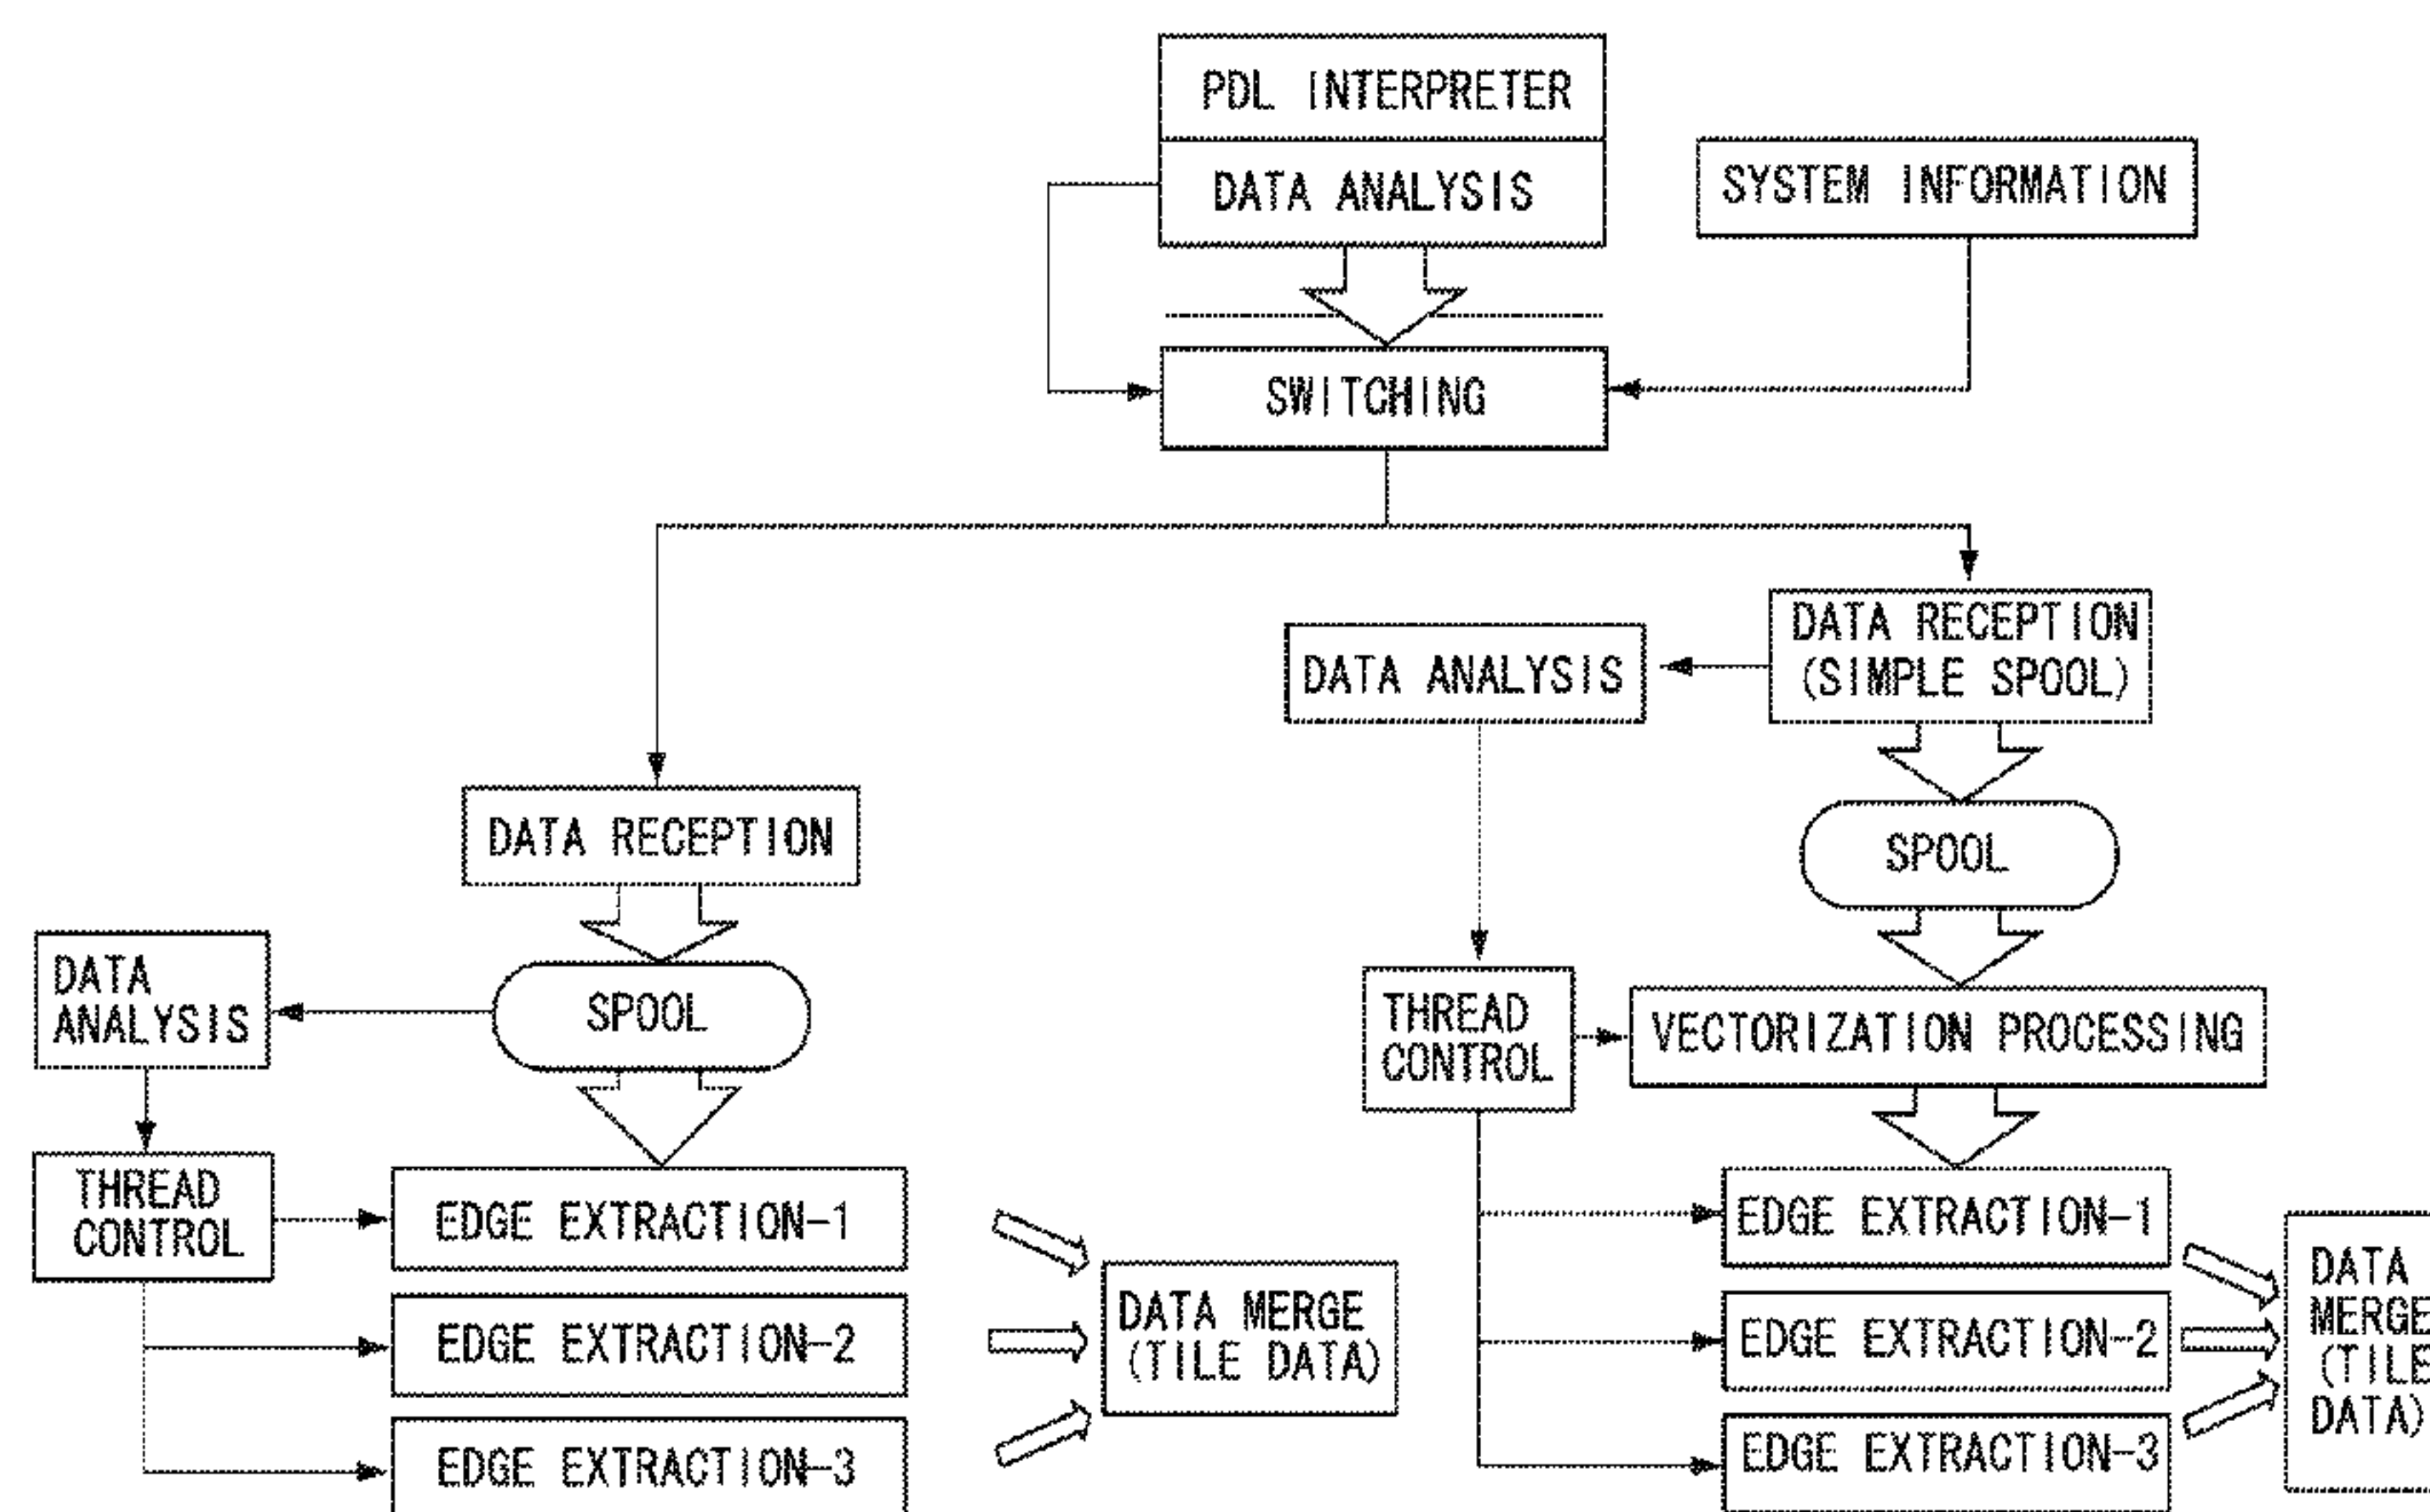 PDL INTERPRETER
DATA ANALYSIS
SYSTEM INFORMATION
SWITCHING
DATA RECEPTION
(SIMPLE SPOOL)
DATA ANALYSIS
DATA RECEPTION
SPOOL
DATA
ANALYSIS
SPOOL
THREAD
CONTROL
VECTORIZATION PROCESSING
THREAD
CONTROL
EDGE EXTRACTION-1
EDGE EXTRACTION-2
EDGE EXTRACTION-3
DATA MERGE
(TILE DATA)
EDGE EXTRACTION-1
EDGE EXTRACTION-2
EDGE EXTRACTION-3
DATA
MERGE
(TILE
DATA)